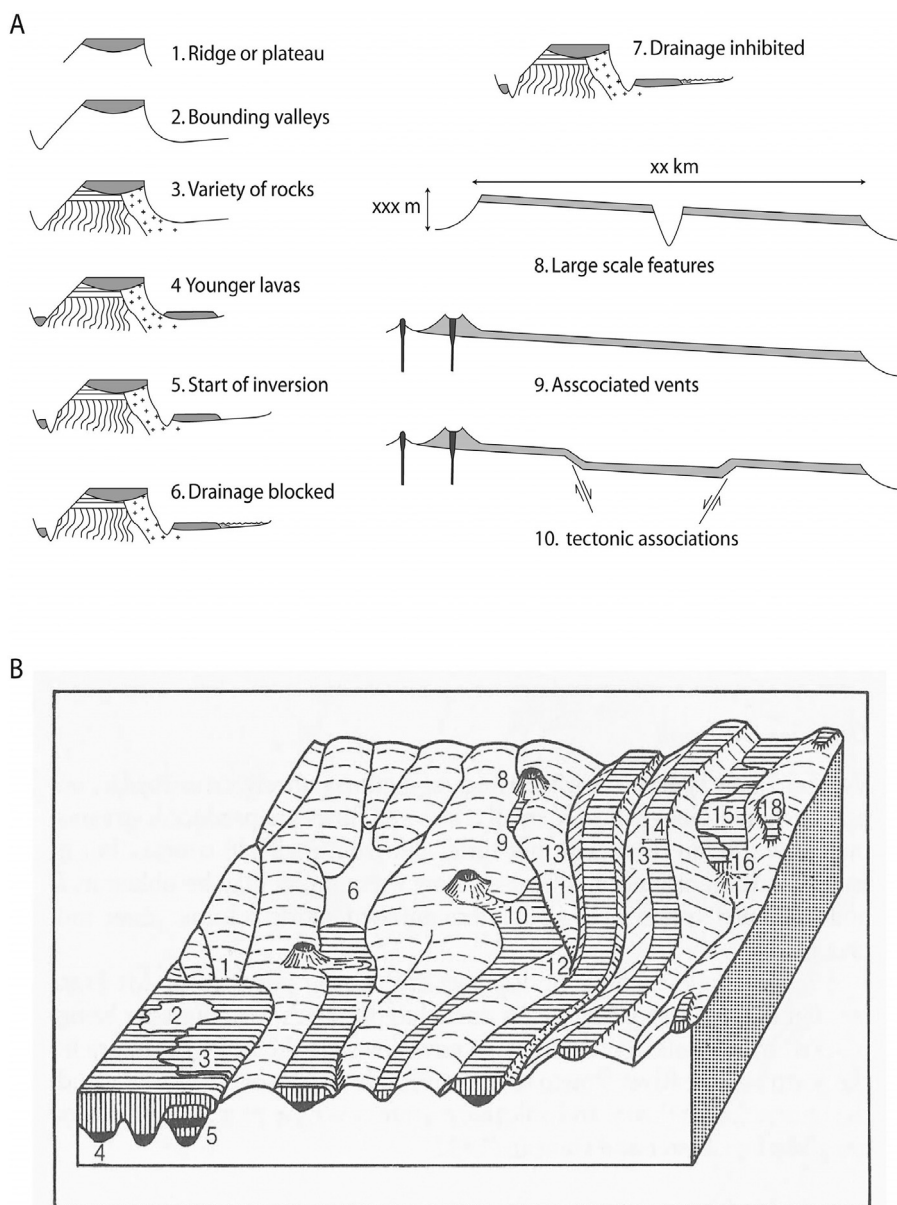 A
1. Ridge or plateau
2. Bounding valleys
3. Variety of rocks
4 Younger lavas
5. Start of inversion
6. Drainage blocked
7. Drainage inhibited
xx km
xxx m
8. Large scale features
9. Asscociated vents
10. tectonic associations
B
8
15
18
14
9
13
13
16
6
11
17
10
1
12
2
3
5
4